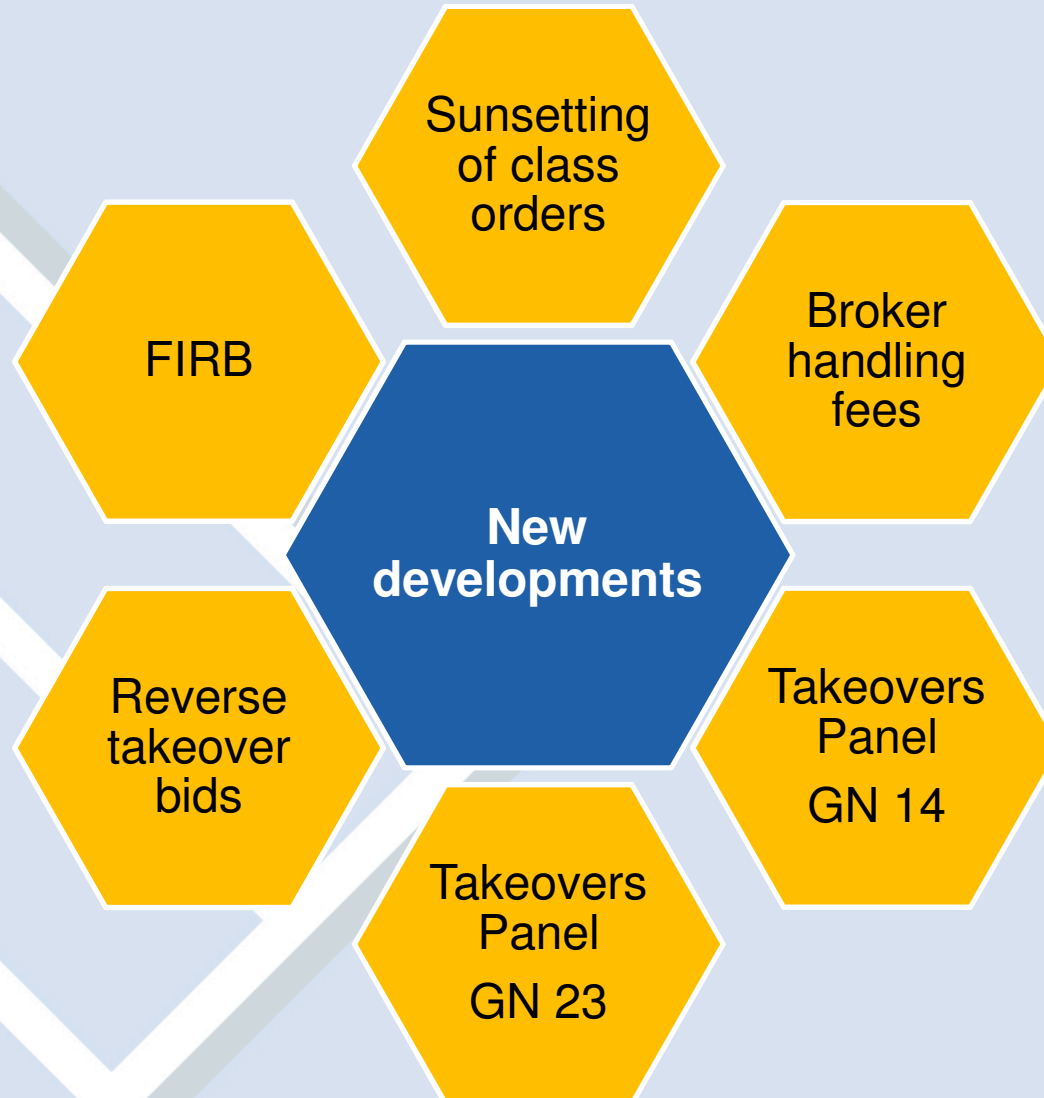 Sunsetting
of class
orders
FIRB
Broker
handling
fees
New
developments
Reverse
takeover
bids
Takeovers
Panel
GN 14
Takeovers
Panel
GN 23